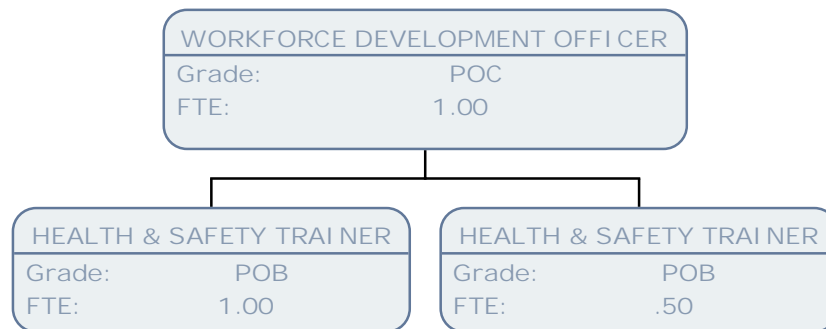 WORKFORCE DEVELOPMENT OFFICER
Grade: POC
FTE: 1.00
HEALTH & SAFETY TRAINER
Grade: POB
FTE: 1.00
HEALTH & SAFETY TRAINER
Grade: POB
FTE: .50